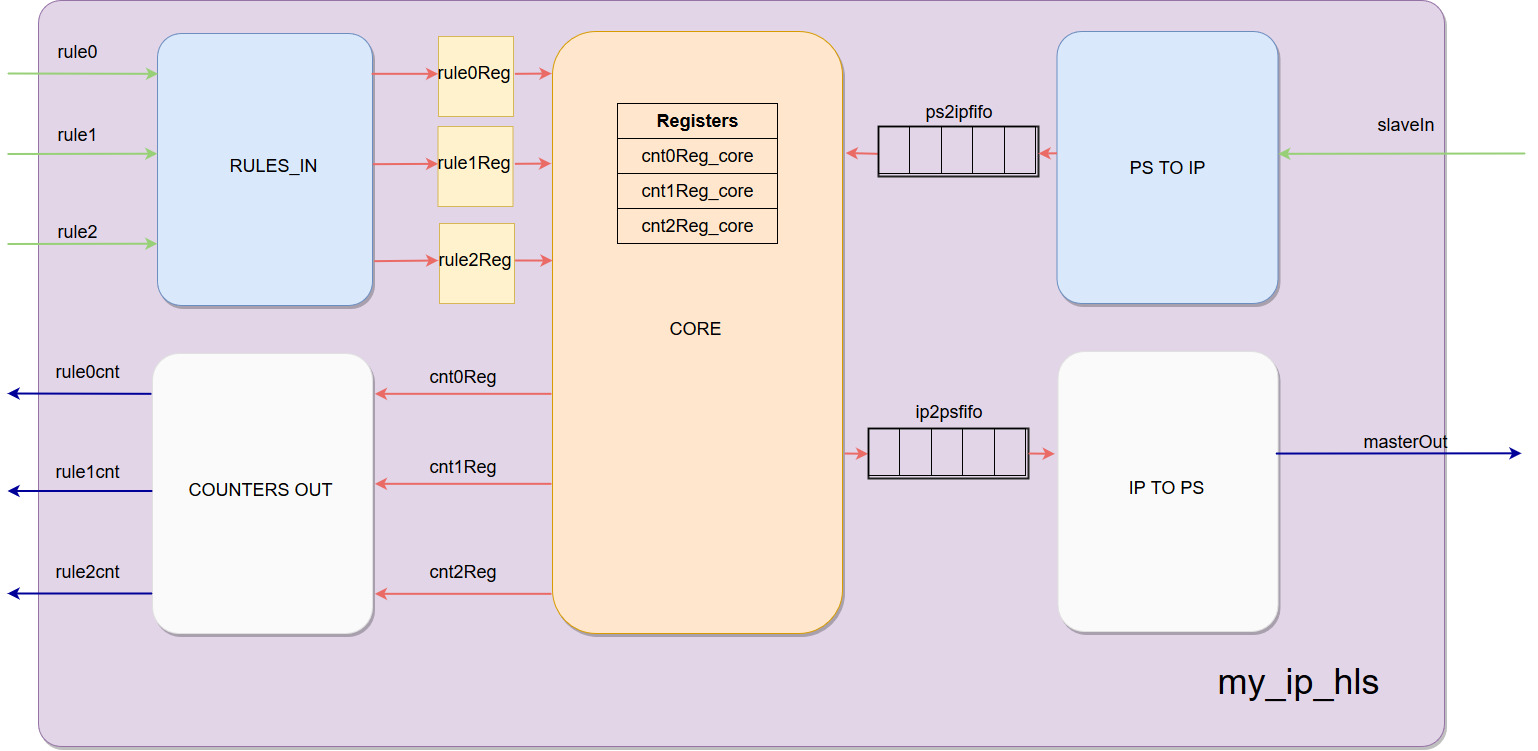 rule0
rule1
rule2
RULES_IN
rule0Reg
rule1Reg
rule2Reg
Registers
cnt0Reg_core
cnt1Reg_core
cnt2Reg_core
CORE
ps2ipfifo
PS TO IP
slaveIn
rule0cnt
rule1cnt
rule2cnt
COUNTERS OUT
cnt0Reg
cnt1Reg
cnt2Reg
ip2psfifo
IP TO PS
masterOut
my_ip_hls